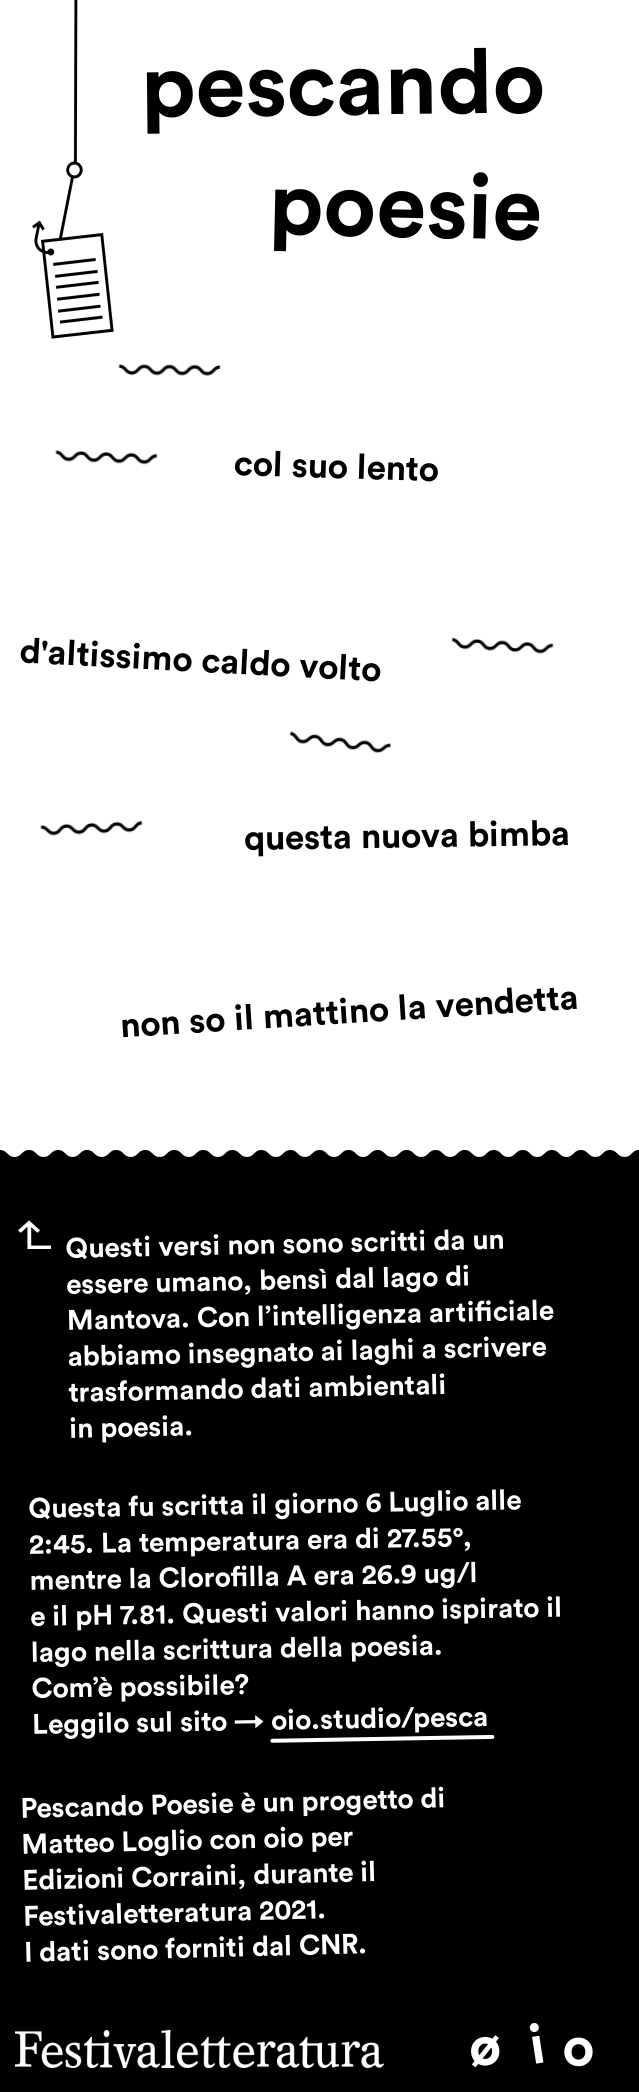 pescando
poesie
col suo lento
d'altissimo caldo volto
questa nuova bimba
non so il mattino la vendetta
Questi versi non sono scritti da un
essere umano, bensì dal lago di
Mantova. Con l’intelligenza artificiale
abbiamo insegnato ai laghi a scrivere
trasformando dati ambientali
in poesia.
Questa fu scritta il giorno 6 Luglio alle
2:45. La temperatura era di 27.55°,
mentre la Clorofilla A era 26.9 ug/l
e il pH 7.81. Questi valori hanno ispirato il
lago nella scrittura della poesia.
Com’è possibile?
Leggilo sul sito → oio.studio/pesca
Pescando Poesie è un progetto di
Matteo Loglio con oio per
Edizioni Corraini, durante il
Festivaletteratura 2021.
I dati sono forniti dal CNR.
Festivaletteratura
ø i o